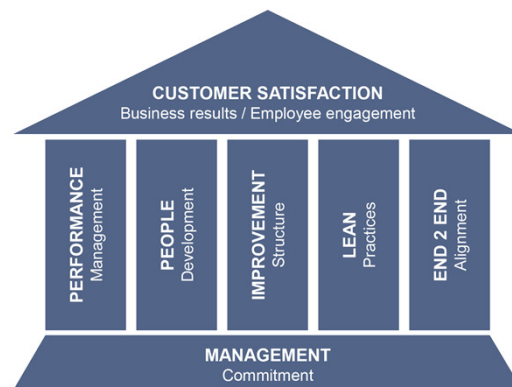 CUSTOMER SATISFACTION
Business results / Employee engagement
PERFORMANCE
Management
PEOPLE
Development
IMPROVEMENT
Structure
LEAN
Practices
END 2 END
Alignment
MANAGEMENT
Commitment